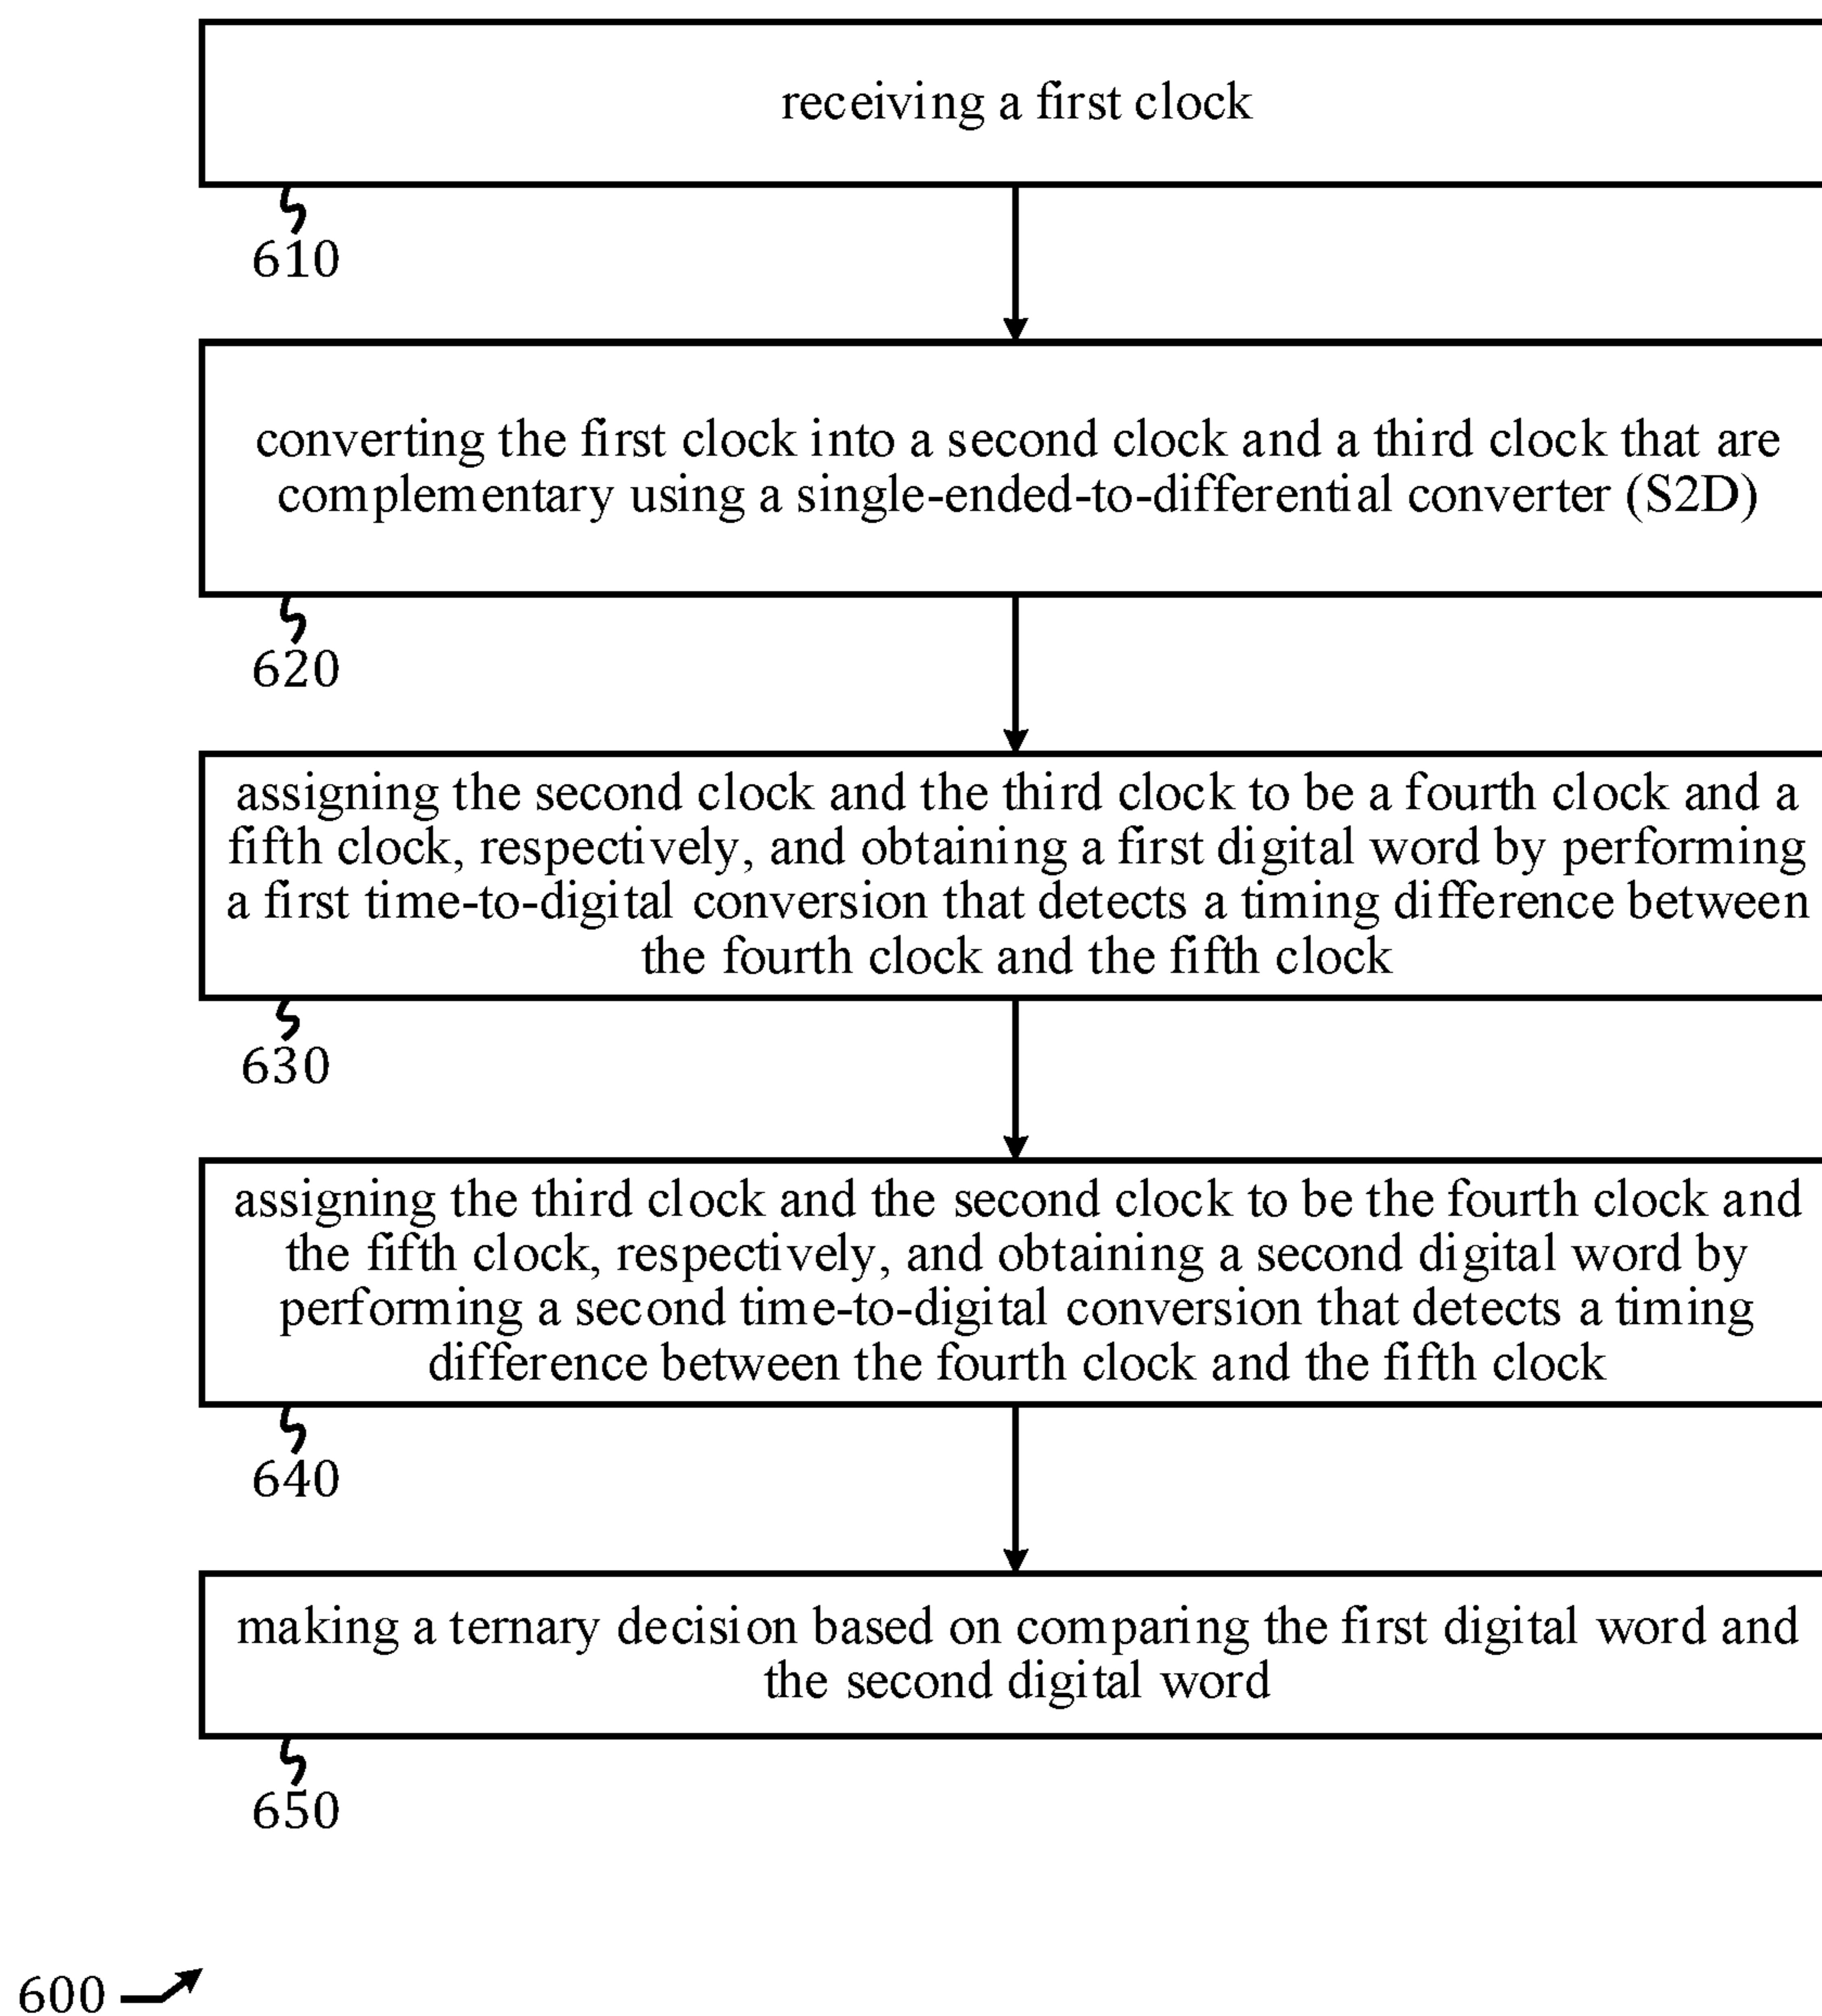 receiving a first clock
610
converting the first clock into a second clock and a third clock that are
complementary using a single-ended-to-differential converter (S2D)
620
assigning the second clock and the third clock to be a fourth clock and a
fifth clock, respectively, and obtaining a first digital word by performing
a first time-to-digital conversion that detects a timing difference between
the fourth clock and the fifth clock
630
assigning the third clock and the second clock to be the fourth clock and
the fifth clock, respectively, and obtaining a second digital word by
performing a second time-to-digital conversion that detects a timing
difference between the fourth clock and the fifth clock
640
making a ternary decision based on comparing the first digital word and
the second digital word
650
600